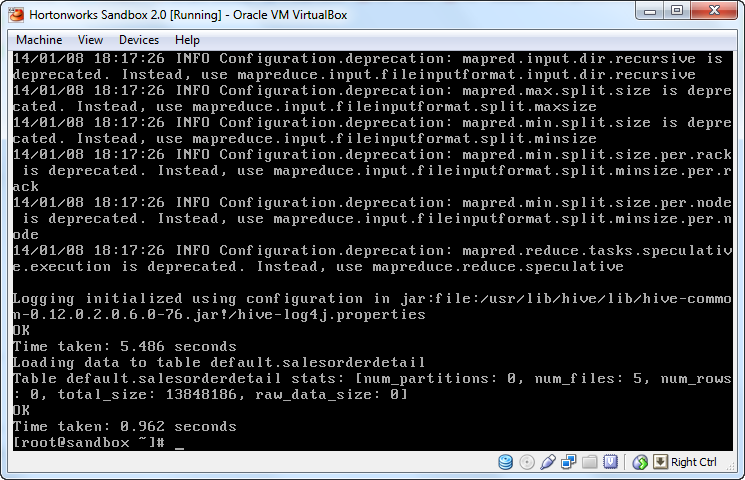 Hortonworks Sandbox 2.0 [Running] - Oracle VM VirtualBox
Machine View Devices Help
14/01/08 18:17:26 INFO Configuration.deprecation: mapred.input.dir.recursive is
deprecated. Instead, use mapreduce.input.fileinputformat.input.dir.recursive
14/01/08 18:17:26 INFO Configuration.deprecation: mapred.max.split.size is depre
cated. Instead, use mapreduce.input.fileinputformat.split.maxsize
14/01/08 18:17:26 INFO Configuration.deprecation: mapred.min.split.size is depre
cated. Instead, use mapreduce.input.fileinputformat.split.minsize
14/01/08 18:17:26 INFO Configuration.deprecation: mapred.min.split.size.per.rack
is deprecated. Instead, use mapreduce.input.fileinputformat.split.minsize.per.r
ack
14/01/08 18:17:26 INFO Configuration.deprecation: mapred.min.split.size.per.node
is deprecated. Instead, use mapreduce.input.fileinputformat.split.minsize.per.n
ode
14/01/08 18:17:26 INFO Configuration.deprecation: mapred.reduce.tasks.speculativ
e.execution is deprecated. Instead, use mapreduce.reduce.speculative
Logging initialized using configuration in jar:file:/usr/lib/hive/lib/hive-commo
n-0.12.0.2.0.6.0-76.jar!/hive-log4j.properties
OK
Time taken: 5.486 seconds
Loading data to table default.salesorderdetail
Table default.salesorderdetail stats: [num_partitions: 0, num_files: 5, num_rows
: 0, total_size: 13848186, raw_data_size: 0]
OK
Time taken: 0.962 seconds
[root@sandbox ~]# _
Right Ctrl